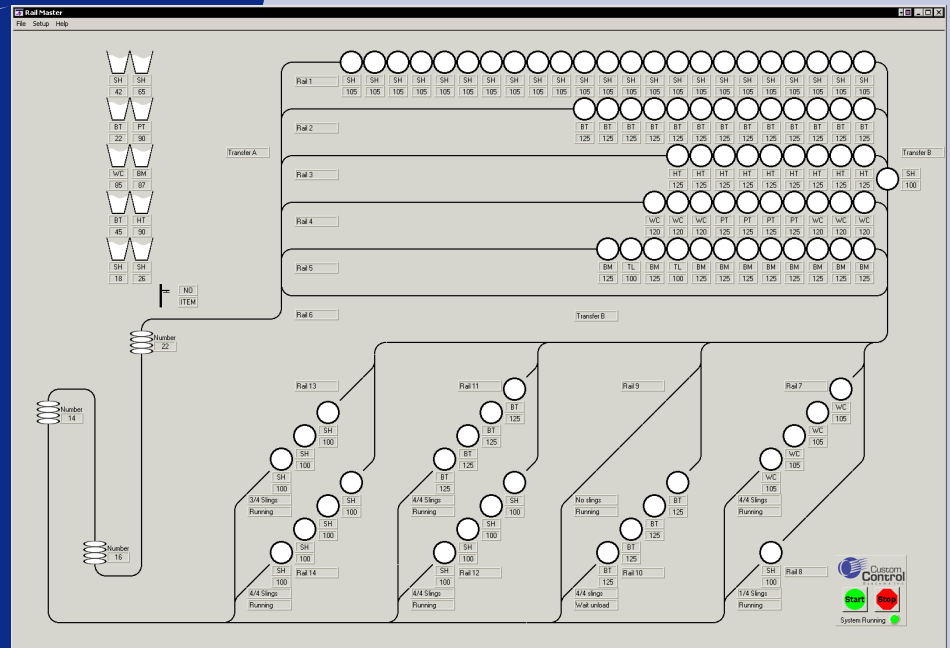 Rail Master
File Setup Help
SH SH
42 65
BT PT
22 90
WC BM
85 87
BT HT
45 90
SH SH
18 26
NO
ITEM
Number
22
Number
14
Number
16
Transfer A
Rail 1
SH SH SH SH SH SH SH SH SH SH SH SH SH SH SH SH SH SH SH SH SH SH SH
105 105 105 105 105 105 105 105 105 105 105 105 105 105 105 105 105 105 105 105 105 105 105
Rail 2
BT BT BT BT BT BT BT BT BT BT BT BT BT
125 125 125 125 125 125 125 125 125 125 125 125 125
Transfer B
Rail 3
HT HT HT HT HT HT HT HT HT
125 125 125 125 125 125 125 125 125
SH
100
Rail 4
WC WC WC PT PT PT PT WC WC WC
120 120 120 125 125 125 125 120 120 120
Rail 5
BM TL BM TL BM BM BM BM BM BM BM BM
125 100 125 100 125 125 125 125 125 125 125 125
Rail 6
Transfer B
Rail 13
SH
100
SH
100
SH
100
3/4 Slings
Running
SH
100
SH
100
SH
100
SH
100
Rail 14
4/4 Slings
Running
Rail 11
BT
125
BT
125
BT
125
BT
125
4/4 Slings
Running
SH
100
SH
100
SH
100
SH
100
Rail 12
4/4 Slings
Running
Rail 9
No slings
Running
BT
125
BT
125
BT
125
BT
125
Rail 10
4/4 slings
Wait unload
Rail 7
WC
105
WC
105
WC
105
WC
105
4/4 Slings
Running
SH
100
Rail 8
1/4 Slings
Running
Custom
Control
Systems Inc
Start Stop
System Running